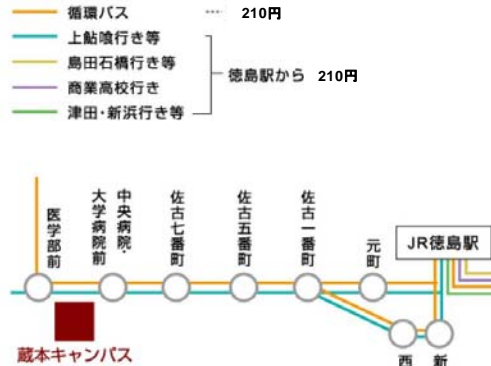 循環バス ･･･ 210円
上鮎喰行き等
島田石橋行き等
徳島駅から 210円
商業高校行き
津田・新浜行き等
医学部前
中央病院・
大学病院前
佐古七番町
佐古五番町
佐古一番町
元町
JR徳島駅
蔵本キャンパス
西
新